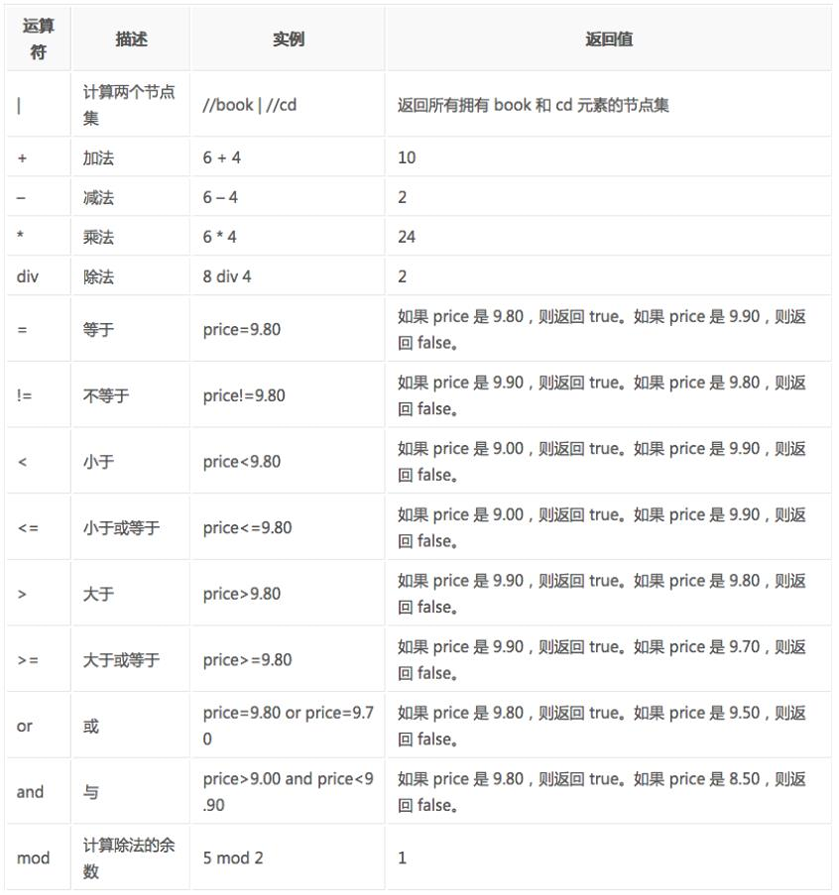 运算
符
描述
实例
返回值
|
计算两个节点
集
//book | //cd
返回所有拥有 book 和 cd 元素的节点集
+
加法
6 + 4
10
–
减法
6 – 4
2
*
乘法
6 * 4
24
div
除法
8 div 4
2
=
等于
price=9.80
如果 price 是 9.80，则返回 true。如果 price 是 9.90，则返
回 false。
!=
不等于
price!=9.80
如果 price 是 9.90，则返回 true。如果 price 是 9.80，则返
回 false。
<
小于
price<9.80
如果 price 是 9.00，则返回 true。如果 price 是 9.90，则返
回 false。
<=
小于或等于
price<=9.80
如果 price 是 9.00，则返回 true。如果 price 是 9.90，则返
回 false。
>
大于
price>9.80
如果 price 是 9.90，则返回 true。如果 price 是 9.80，则返
回 false。
>=
大于或等于
price>=9.80
如果 price 是 9.90，则返回 true。如果 price 是 9.70，则返
回 false。
or
或
price=9.80 or price=9.7
0
如果 price 是 9.80，则返回 true。如果 price 是 9.50，则返
回 false。
and
与
price>9.00 and price<9
.90
如果 price 是 9.80，则返回 true。如果 price 是 8.50，则返
回 false。
mod
计算除法的余
数
5 mod 2
1